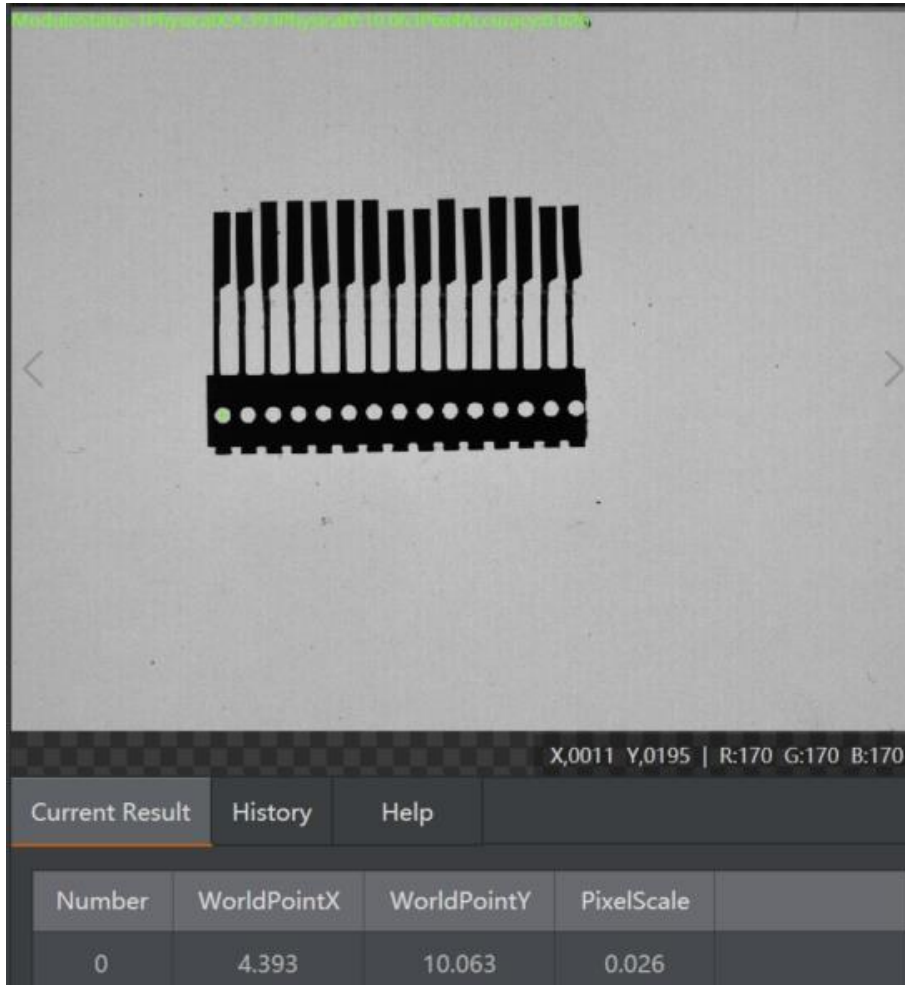 X,0011 Y,0195 | R:170 G:170 B:170
Current Result History Help
Number WorldPointX WorldPointY PixelScale
0 4.393 10.063 0.026